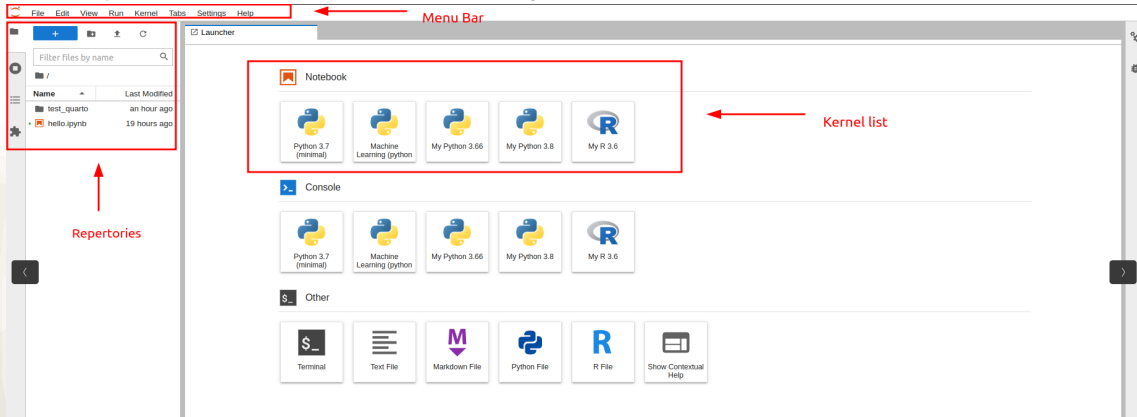 File Edit View Run Kernel Tabs Settings Help
Menu Bar
Launcher
Filter files by name
/
Name Last Modified
test_quarto an hour ago
hello.ipynb 19 hours ago
Repertories
Notebook
Kernel list
Python 3.7
(minimal)
Machine
Learning (python
My Python 3.66
My Python 3.8
My R 3.6
Console
Python 3.7
(minimal)
Machine
Learning (python
My Python 3.66
My Python 3.8
My R 3.6
$_ Other
$_
Terminal
Text File
M
Markdown File
Python File
R
R File
Show Contextual
Help